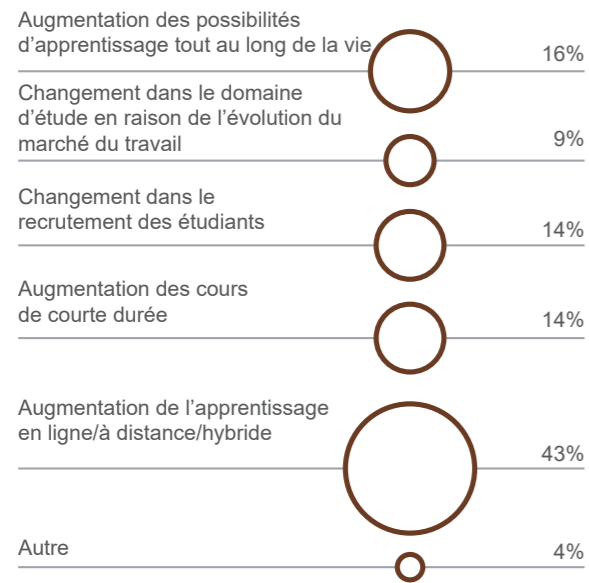 Augmentation des possibilités
d’apprentissage tout au long de la vie
16%
Changement dans le domaine
d’étude en raison de l’évolution du
marché du travail
9%
Changement dans le
recrutement des étudiants
14%
Augmentation des cours
de courte durée
14%
Augmentation de l’apprentissage
en ligne/à distance/hybride
43%
Autre
4%